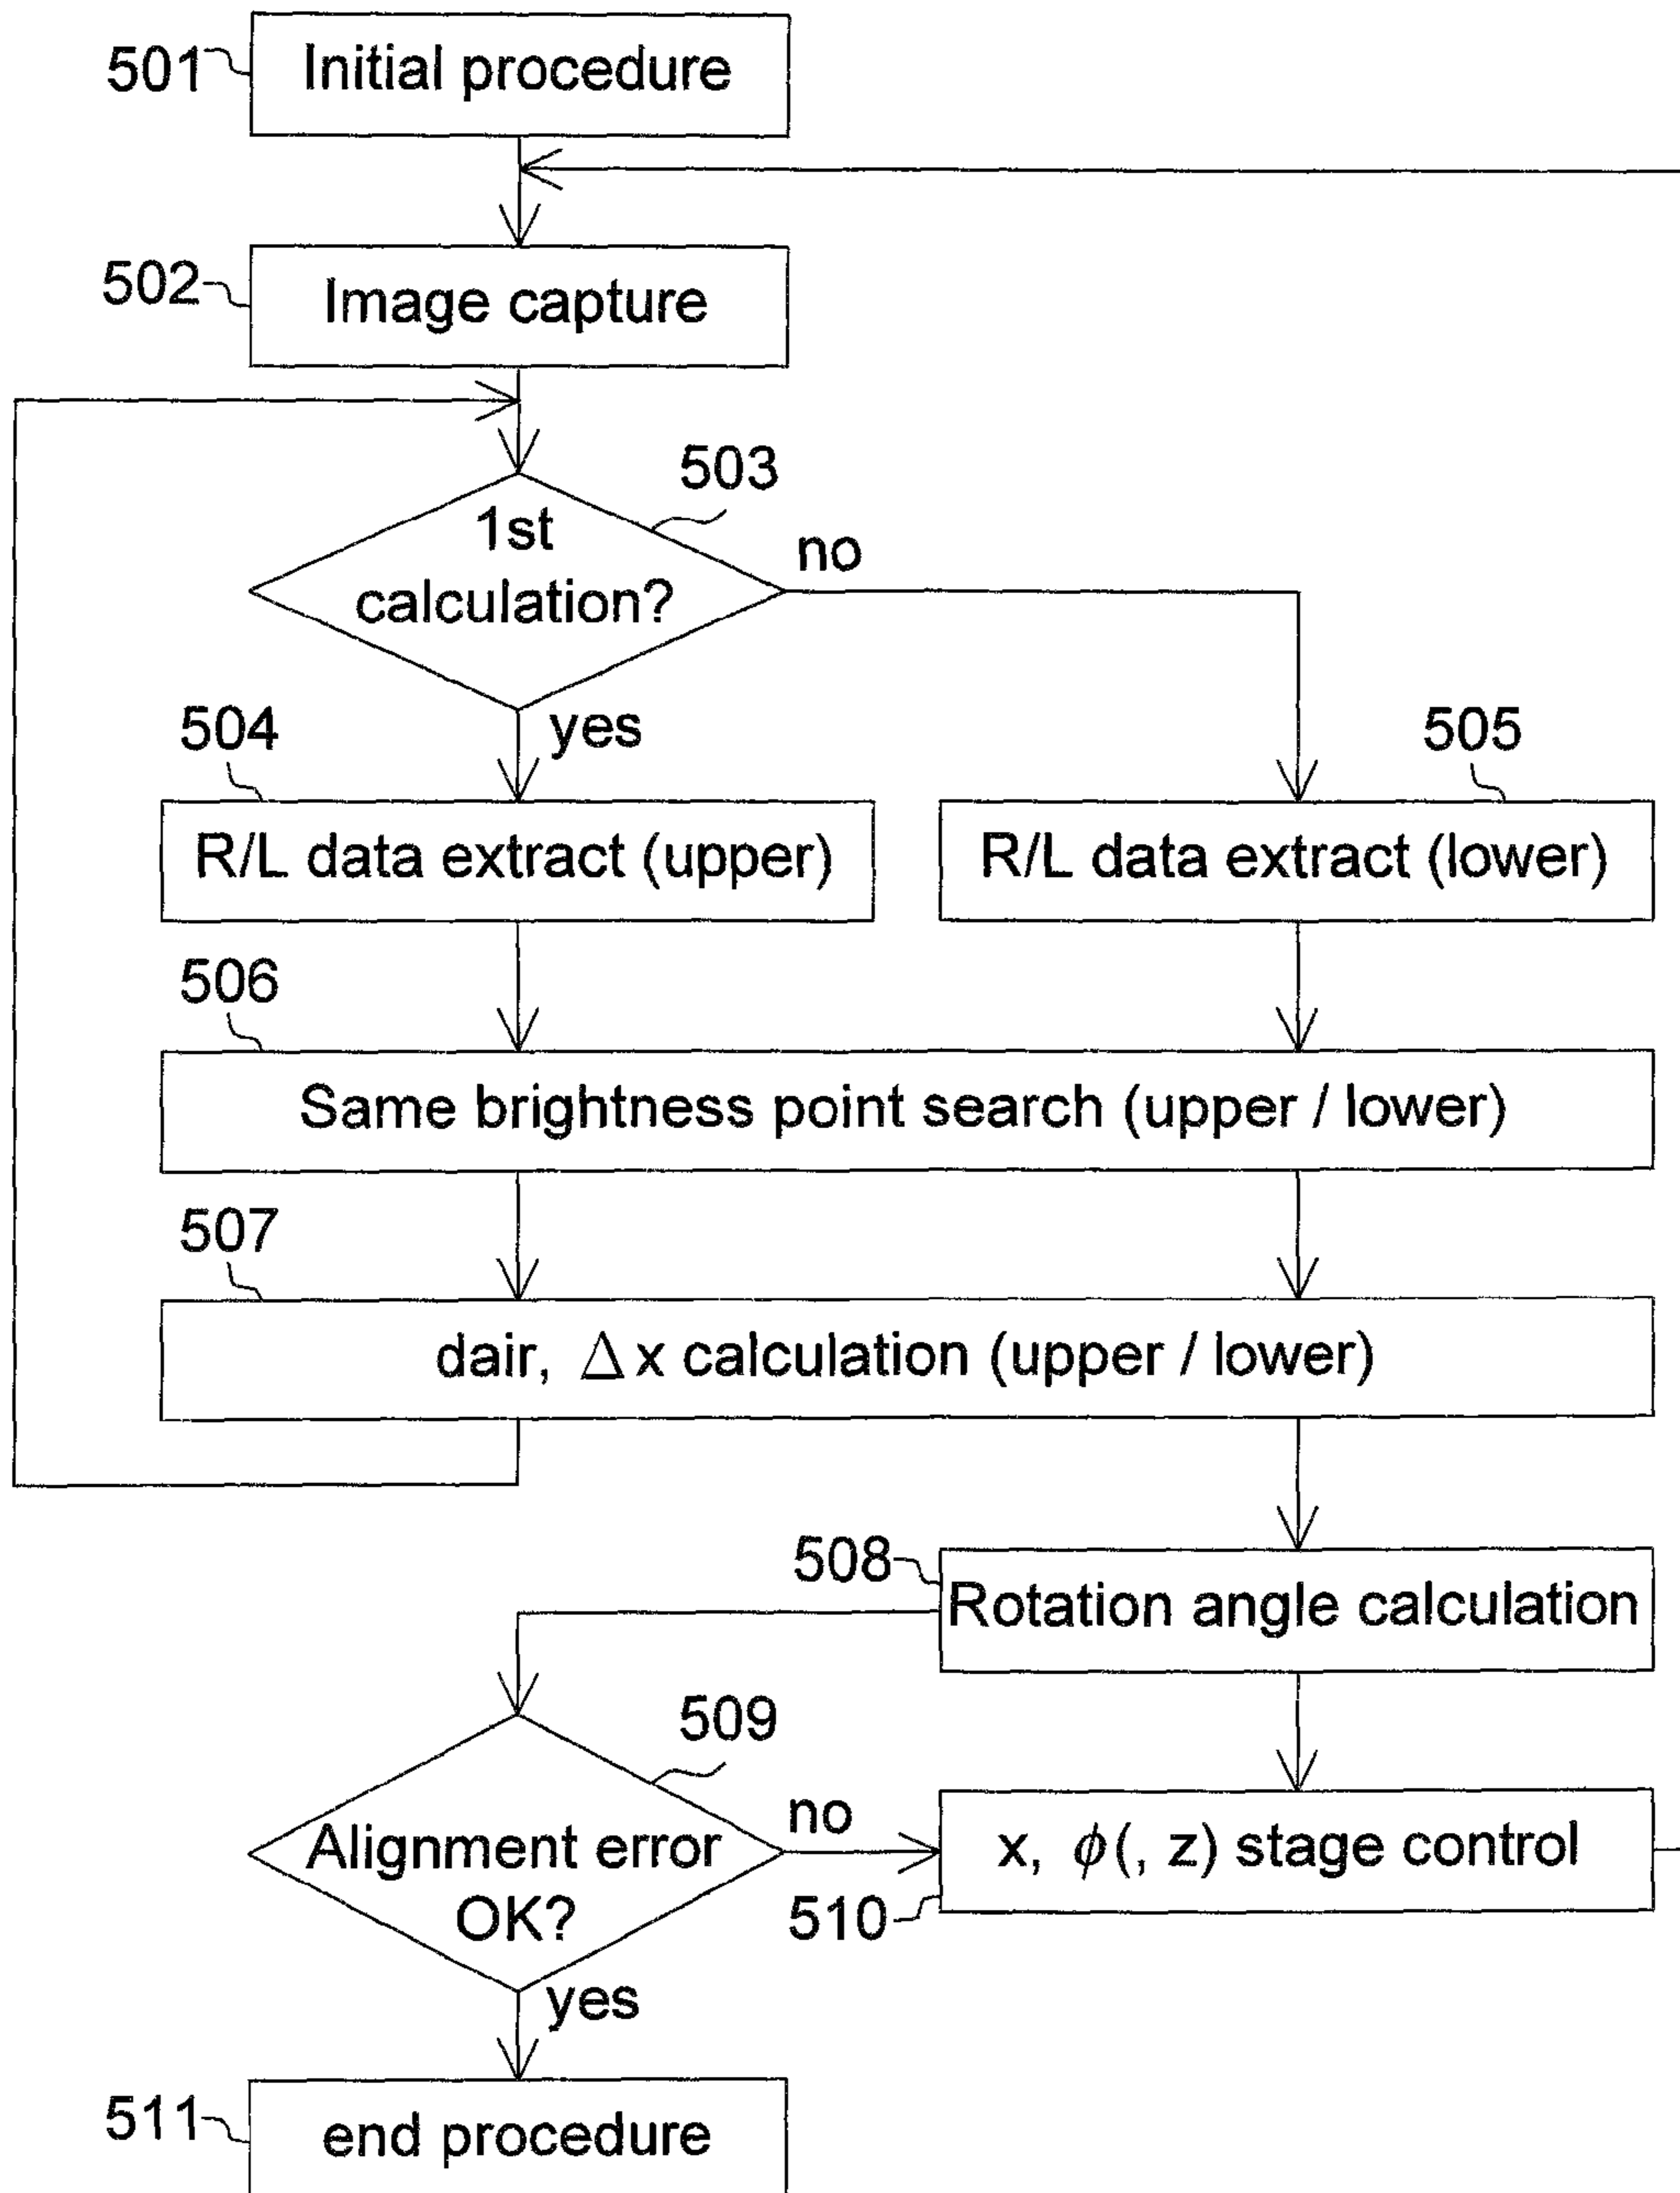 501
Initial procedure
502
Image capture
503
1st
calculation?
no
yes
504
R/L data extract (upper)
505
R/L data extract (lower)
506
Same brightness point search (upper / lower)
507
dair, Δx calculation (upper / lower)
508
Rotation angle calculation
509
Alignment error
OK?
no
510
x, ϕ(, z) stage control
yes
511
end procedure